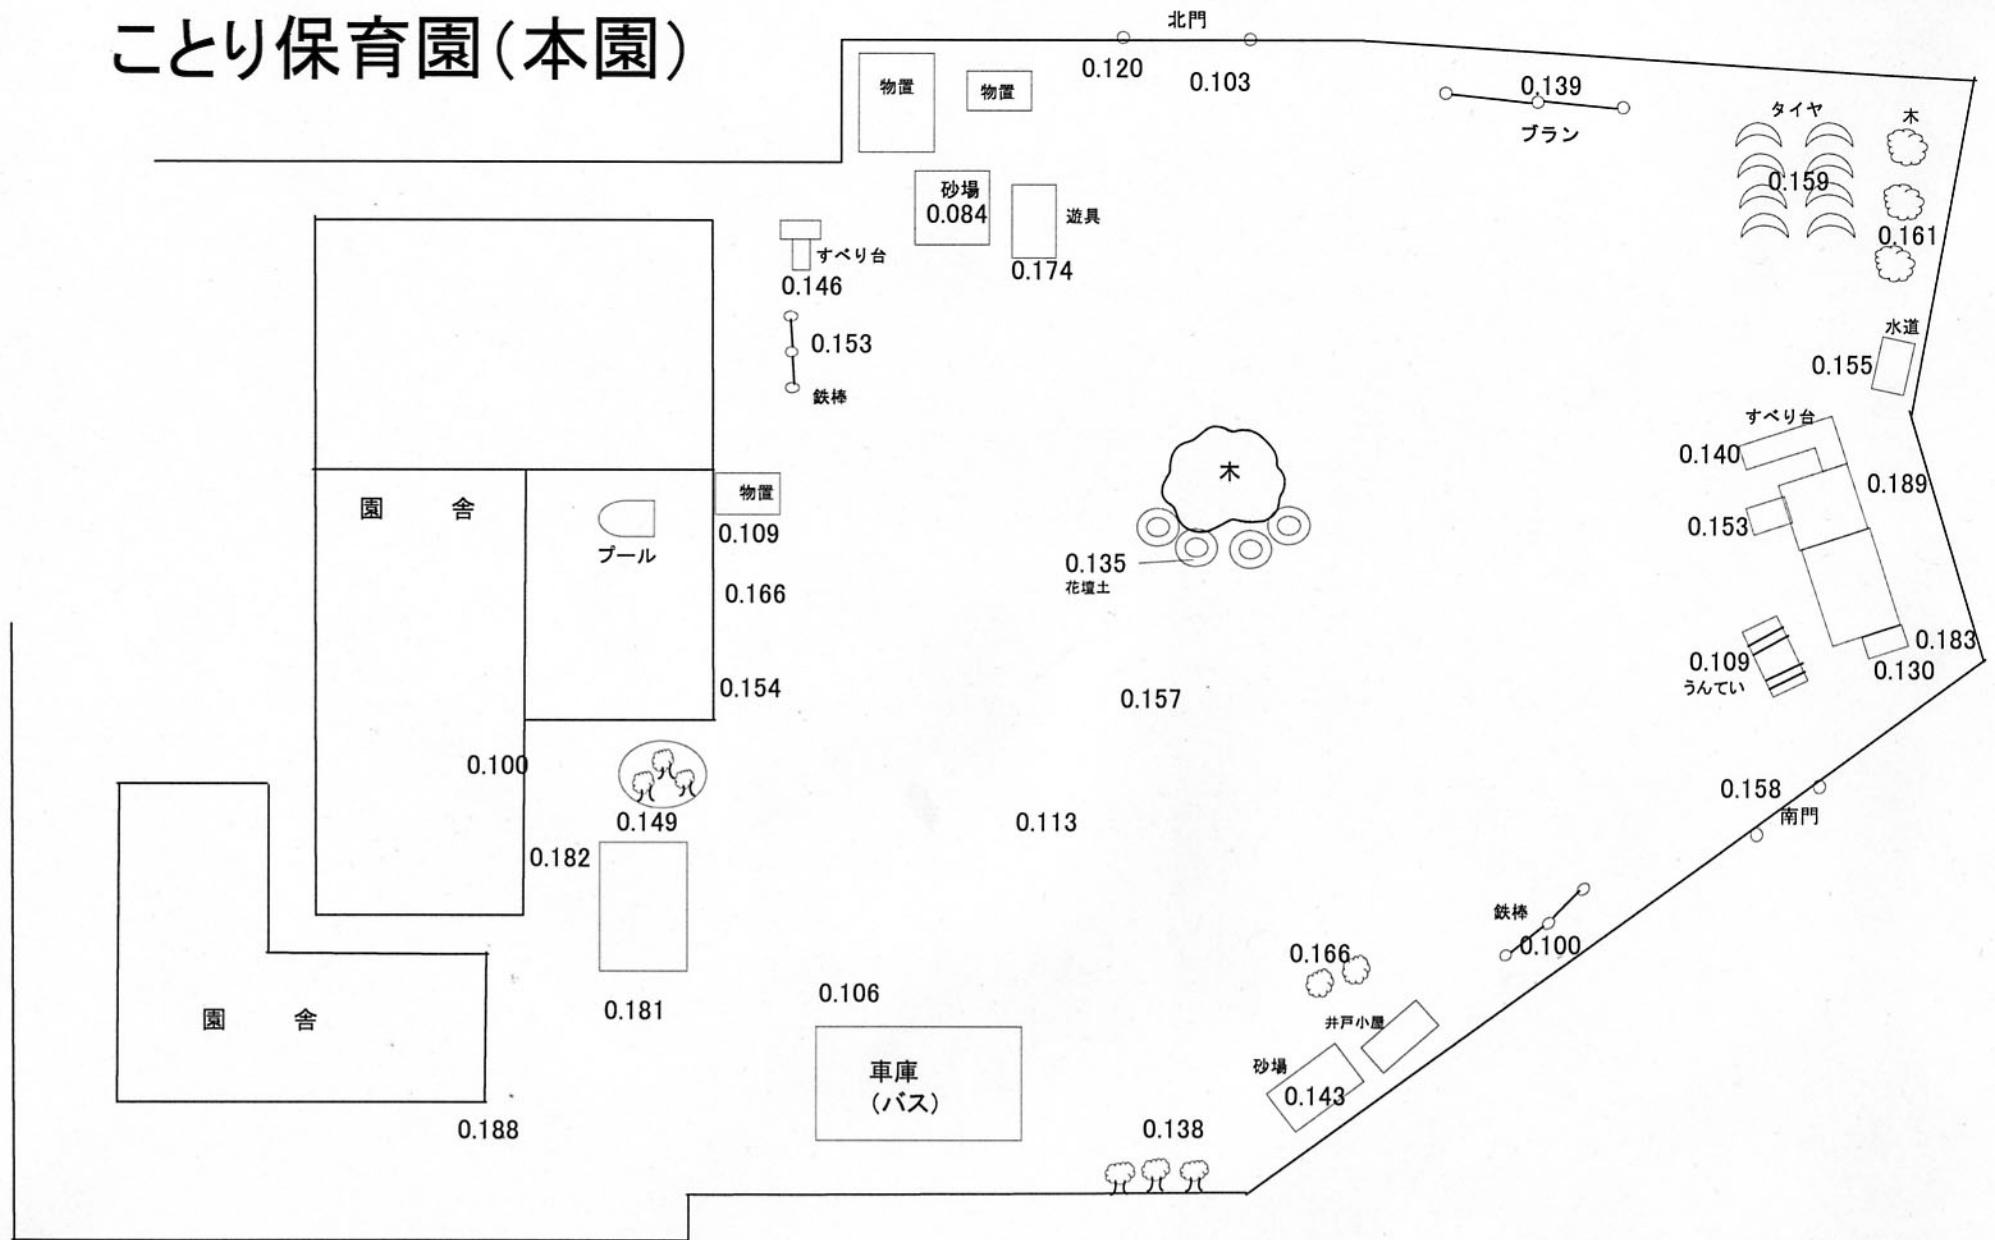 ことり保育園(本園)
北門
0.120
0.103
物置
物置
0.139
ブラン
タイヤ
木
0.159
0.161
砂場
0.084
遊具
0.174
すべり台
0.146
0.153
鉄棒
水道
0.155
すべり台
0.140
0.189
0.153
木
0.135
花壇土
園 舎
プール
物置
0.109
0.166
0.154
0.157
0.109
うんてい
0.183
0.130
0.100
0.149
0.182
0.113
0.158
南門
鉄棒
0.100
0.166
井戸小屋
砂場
0.143
0.181
0.106
車庫
(バス)
園 舎
0.188
0.138